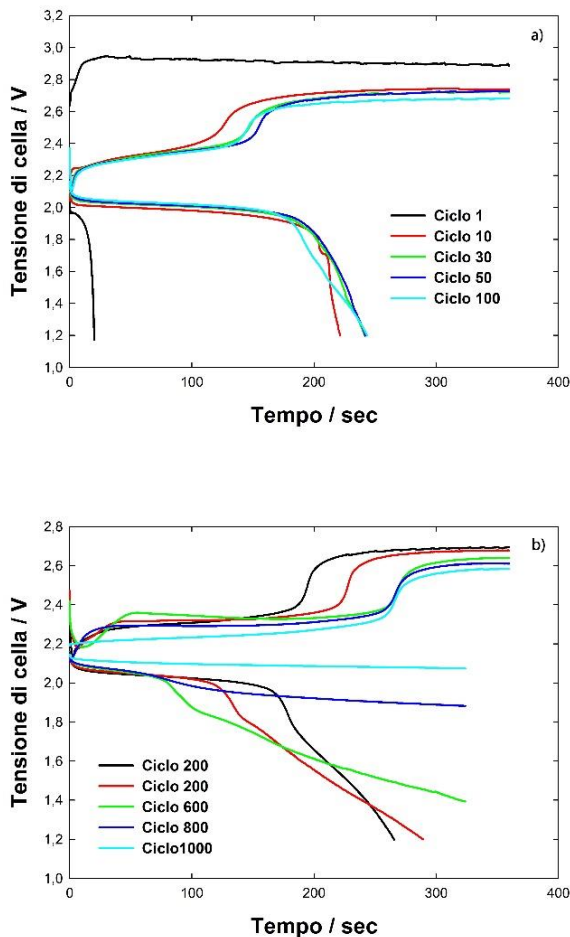 a)
3,2
3,0
2,8
2,6
2,4
2,2
2,0
1,8
1,6
1,4
1,2
1,0
Tensione di cella / V
Ciclo 1
Ciclo 10
Ciclo 30
Ciclo 50
Ciclo 100
0 100 200 300 400
Tempo / sec
b)
2,8
2,6
2,4
2,2
2,0
1,8
1,6
1,4
1,2
1,0
Tensione di cella / V
Ciclo 200
Ciclo 200
Ciclo 600
Ciclo 800
Ciclo1000
0 100 200 300 400
Tempo / sec